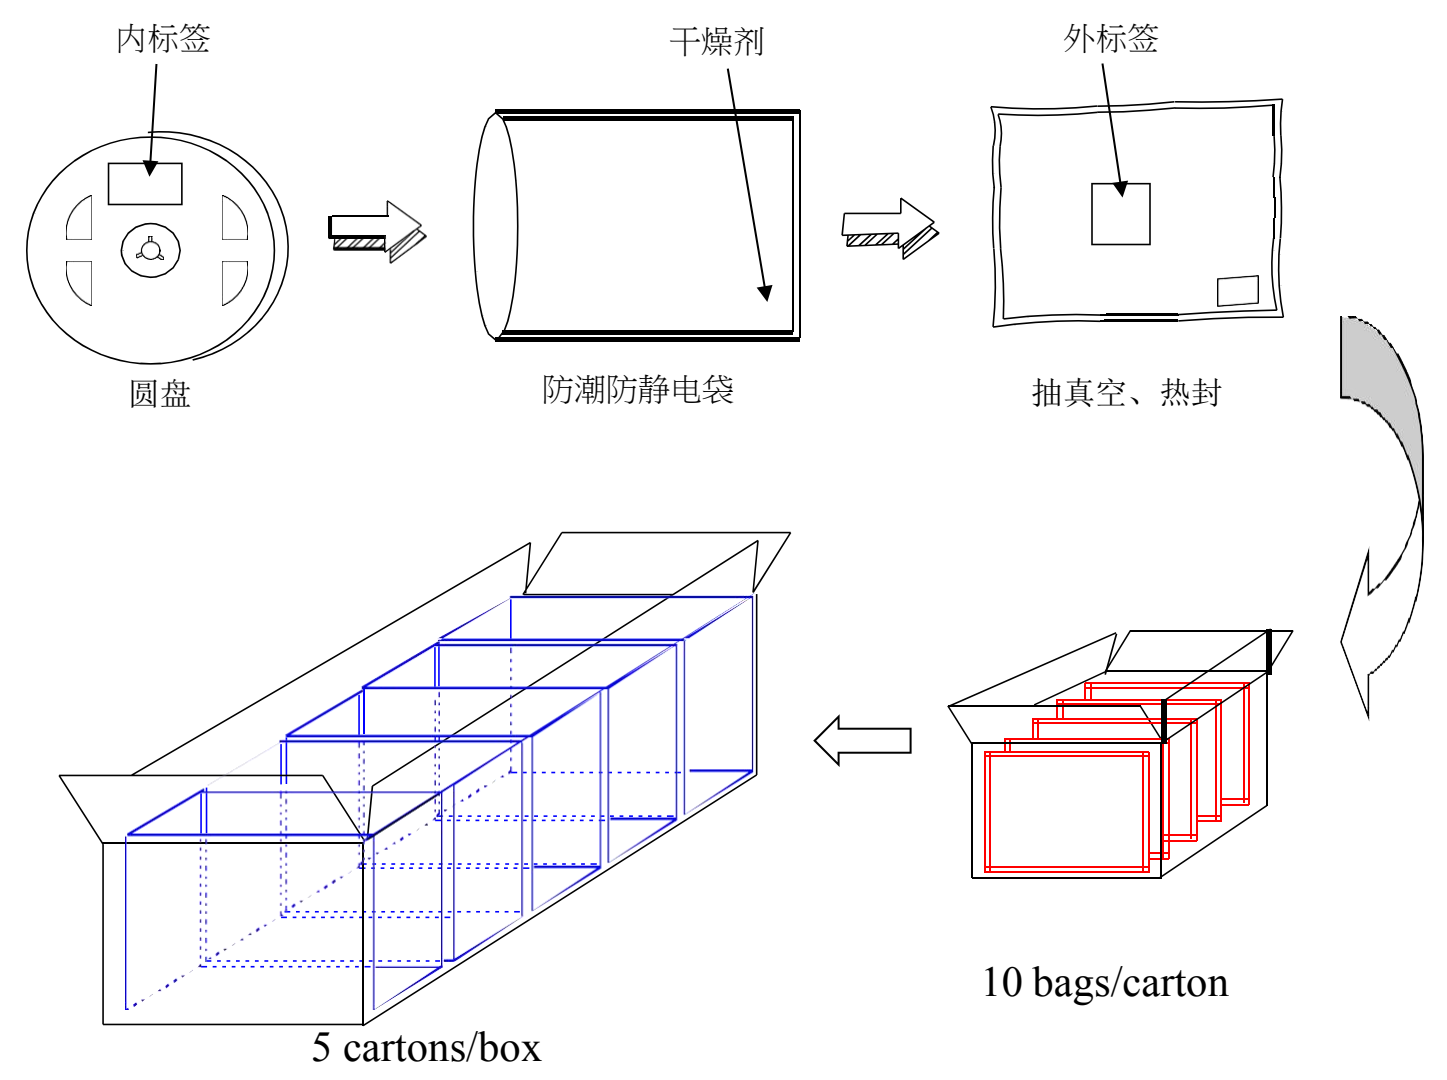 内标签
干燥剂
外标签
圆盘
防潮防静电袋
抽真空、热封
10 bags/carton
5 cartons/box